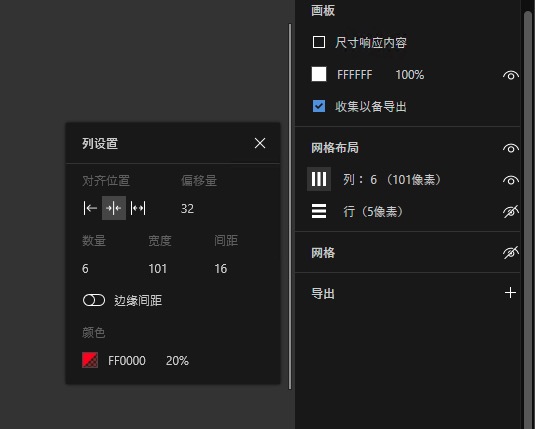 画板
尺寸响应内容
FFFFFF 100%
收集以备导出
网格布局
列： 6 （101像素）
行（5像素）
网格
导出
列设置
对齐位置 偏移量
32
数量 宽度 间距
6 101 16
边缘间距
颜色
FF0000 20%